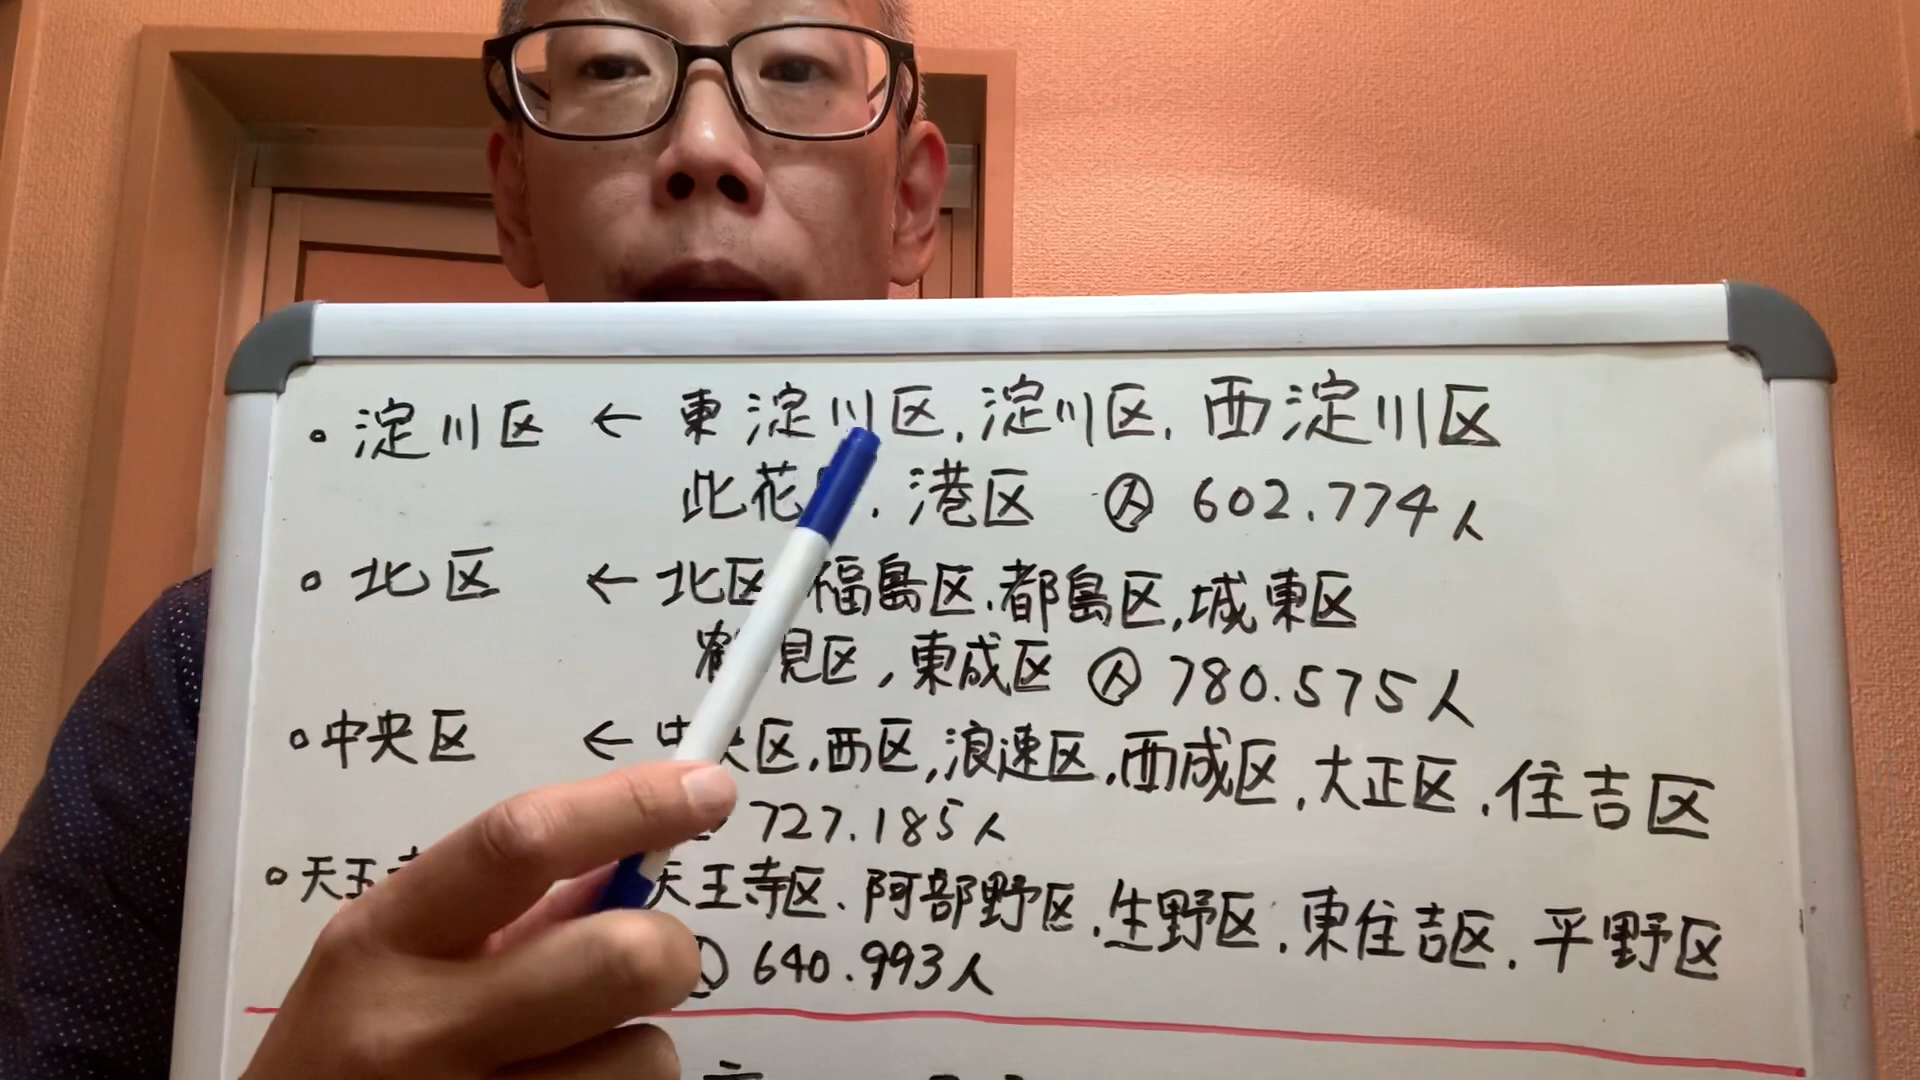 ○ 淀川区 ← 東淀川区, 淀川区, 西淀川区
此花 , 港区 Ⓐ 602.774人
○ 北区 ← 北区 福島区, 都島区, 城東区
鶴見区, 東成区 Ⓐ 780.575人
○ 中央区 ← 中央区, 西区, 浪速区, 西成区, 大正区, 住吉区
727.185人
○ 天王寺 天王寺区, 阿部野区, 生野区, 東住吉区, 平野区
640.993人